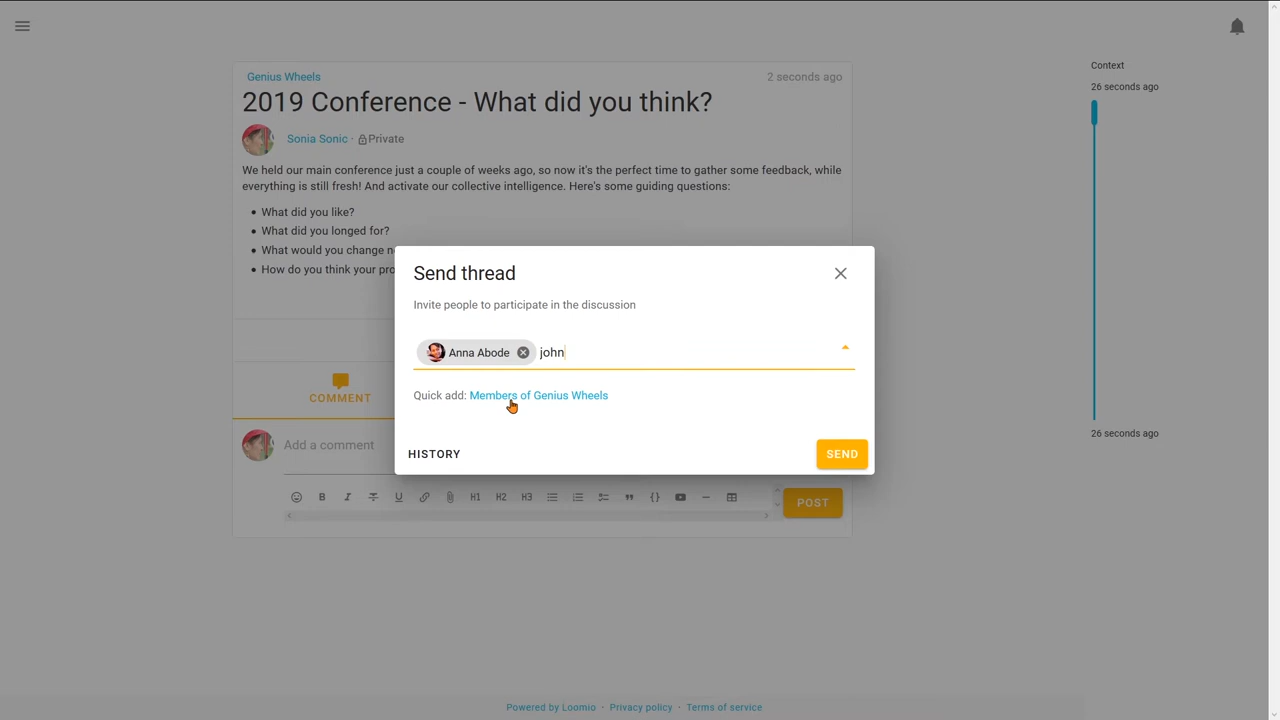 Genius Wheels
2 seconds ago
2019 Conference - What did you think?
Sonia Sonic · Private
We held our main conference just a couple of weeks ago, so now it's the perfect time to gather some feedback, while
everything is still fresh! And activate our collective intelligence. Here's some guiding questions:
What did you like?
What did you longed for?
What would you change n
How do you think your pro
Send thread
Invite people to participate in the discussion
Anna Abode john
Quick add: Members of Genius Wheels
HISTORY
SEND
COMMENT
Add a comment
B I S U H1 H2 H3 {}
POST
Context
26 seconds ago
26 seconds ago
Powered by Loomio · Privacy policy · Terms of service